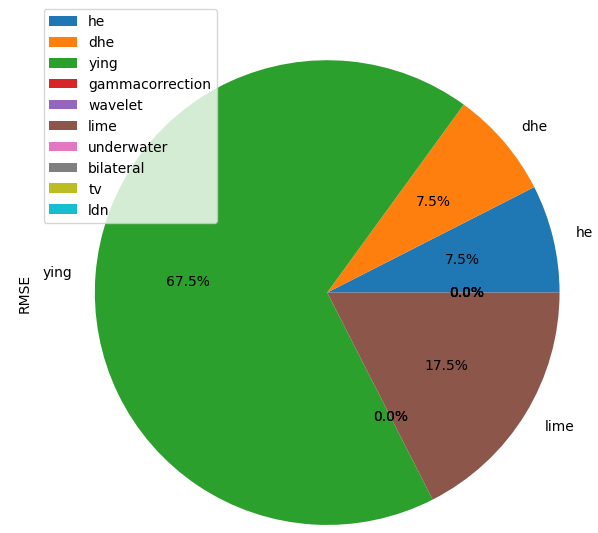 he
dhe
ying
gammacorrection
wavelet
lime
underwater
bilateral
tv
ldn
dhe
7.5%
he
7.5%
ying
67.5%
0.0%
RMSE
17.5%
0.0%
lime